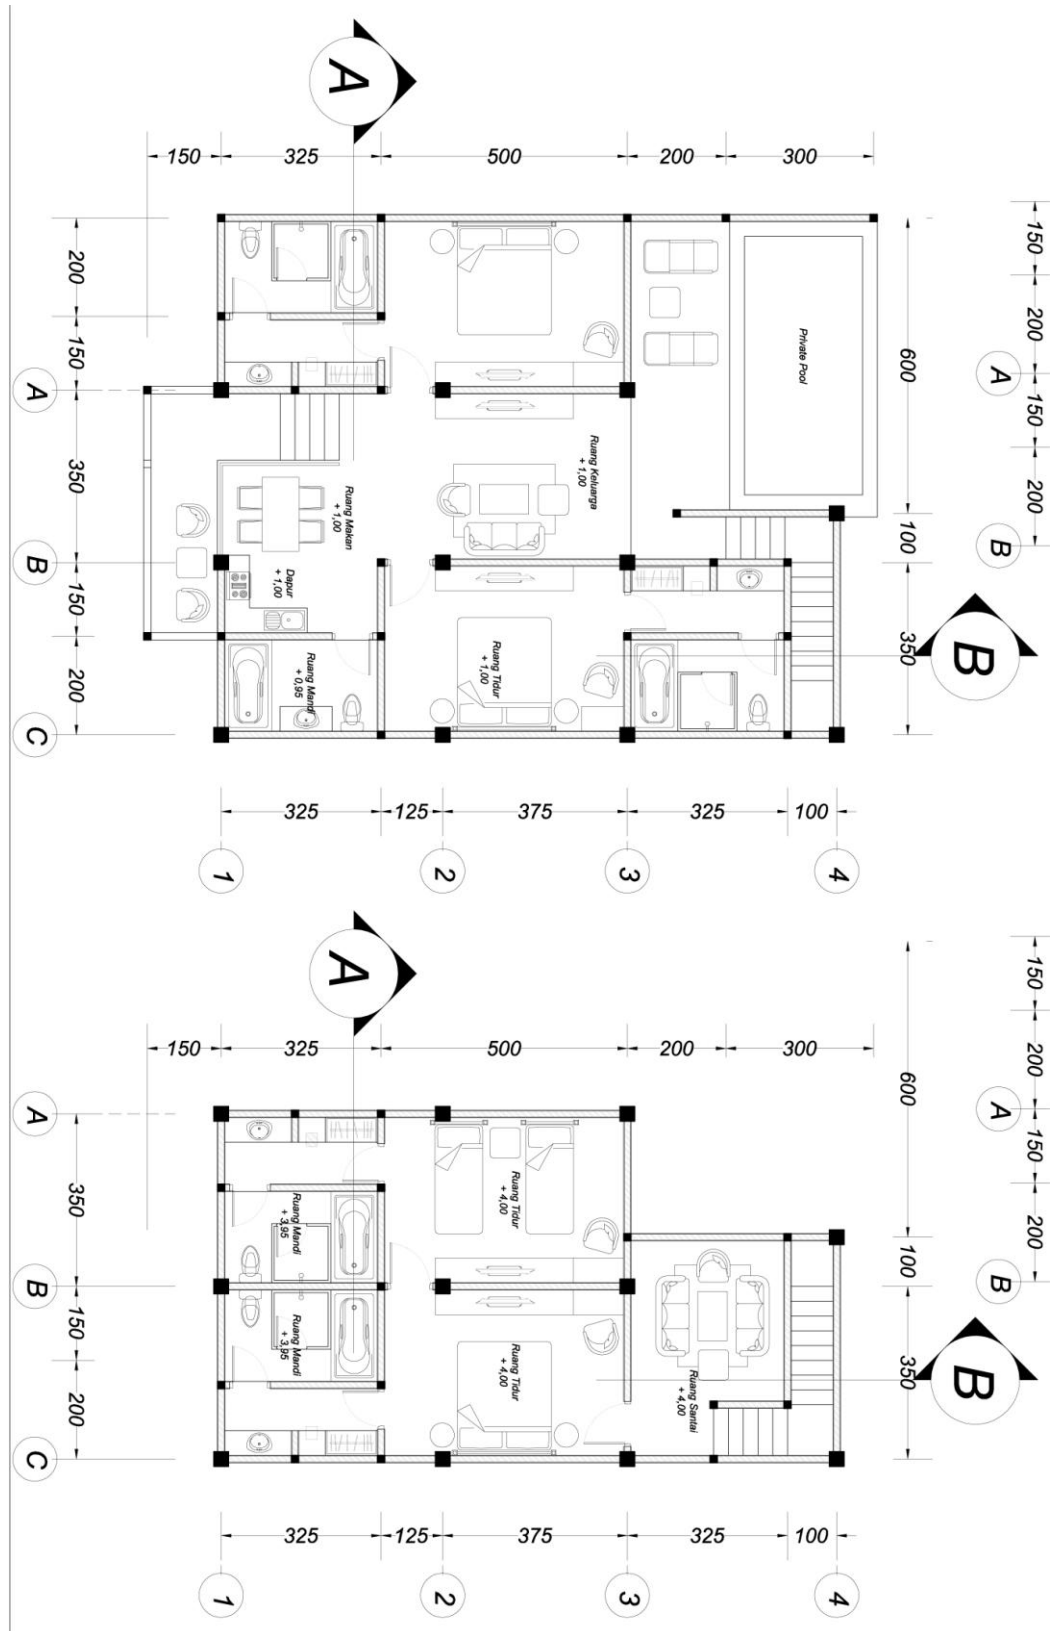 A
150
325
500
200
300
200
150
A
350
B
150
200
C
Private Pool
Ruang Keluarga
+ 1,00
Ruang Makan
+ 1,00
Dapur
+ 1,00
Ruang Mandi
+ 0,95
Ruang Tidur
+ 1,00
600
100
350
B
150
200
A
150
200
B
325
125
375
325
100
1
2
3
4
A
150
325
500
200
300
A
350
B
150
200
C
Ruang Mandi
+ 3,95
Ruang Mandi
+ 3,95
Ruang Tidur
+ 4,00
Ruang Tidur
+ 4,00
Ruang Santai
+ 4,00
600
100
350
B
150
200
A
150
200
B
325
125
375
325
100
1
2
3
4